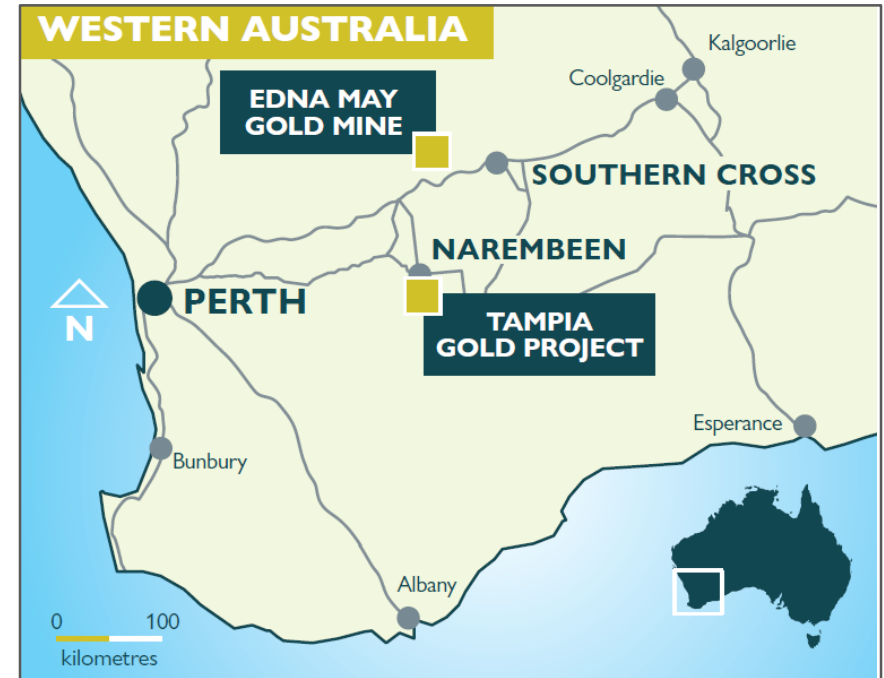 WESTERN AUSTRALIA
Kalgoorlie
Coolgardie
EDNA MAY
GOLD MINE
SOUTHERN CROSS
NAREMBEEN
PERTH
N
TAMPIA
GOLD PROJECT
Esperance
Bunbury
Albany
0 100
kilometres